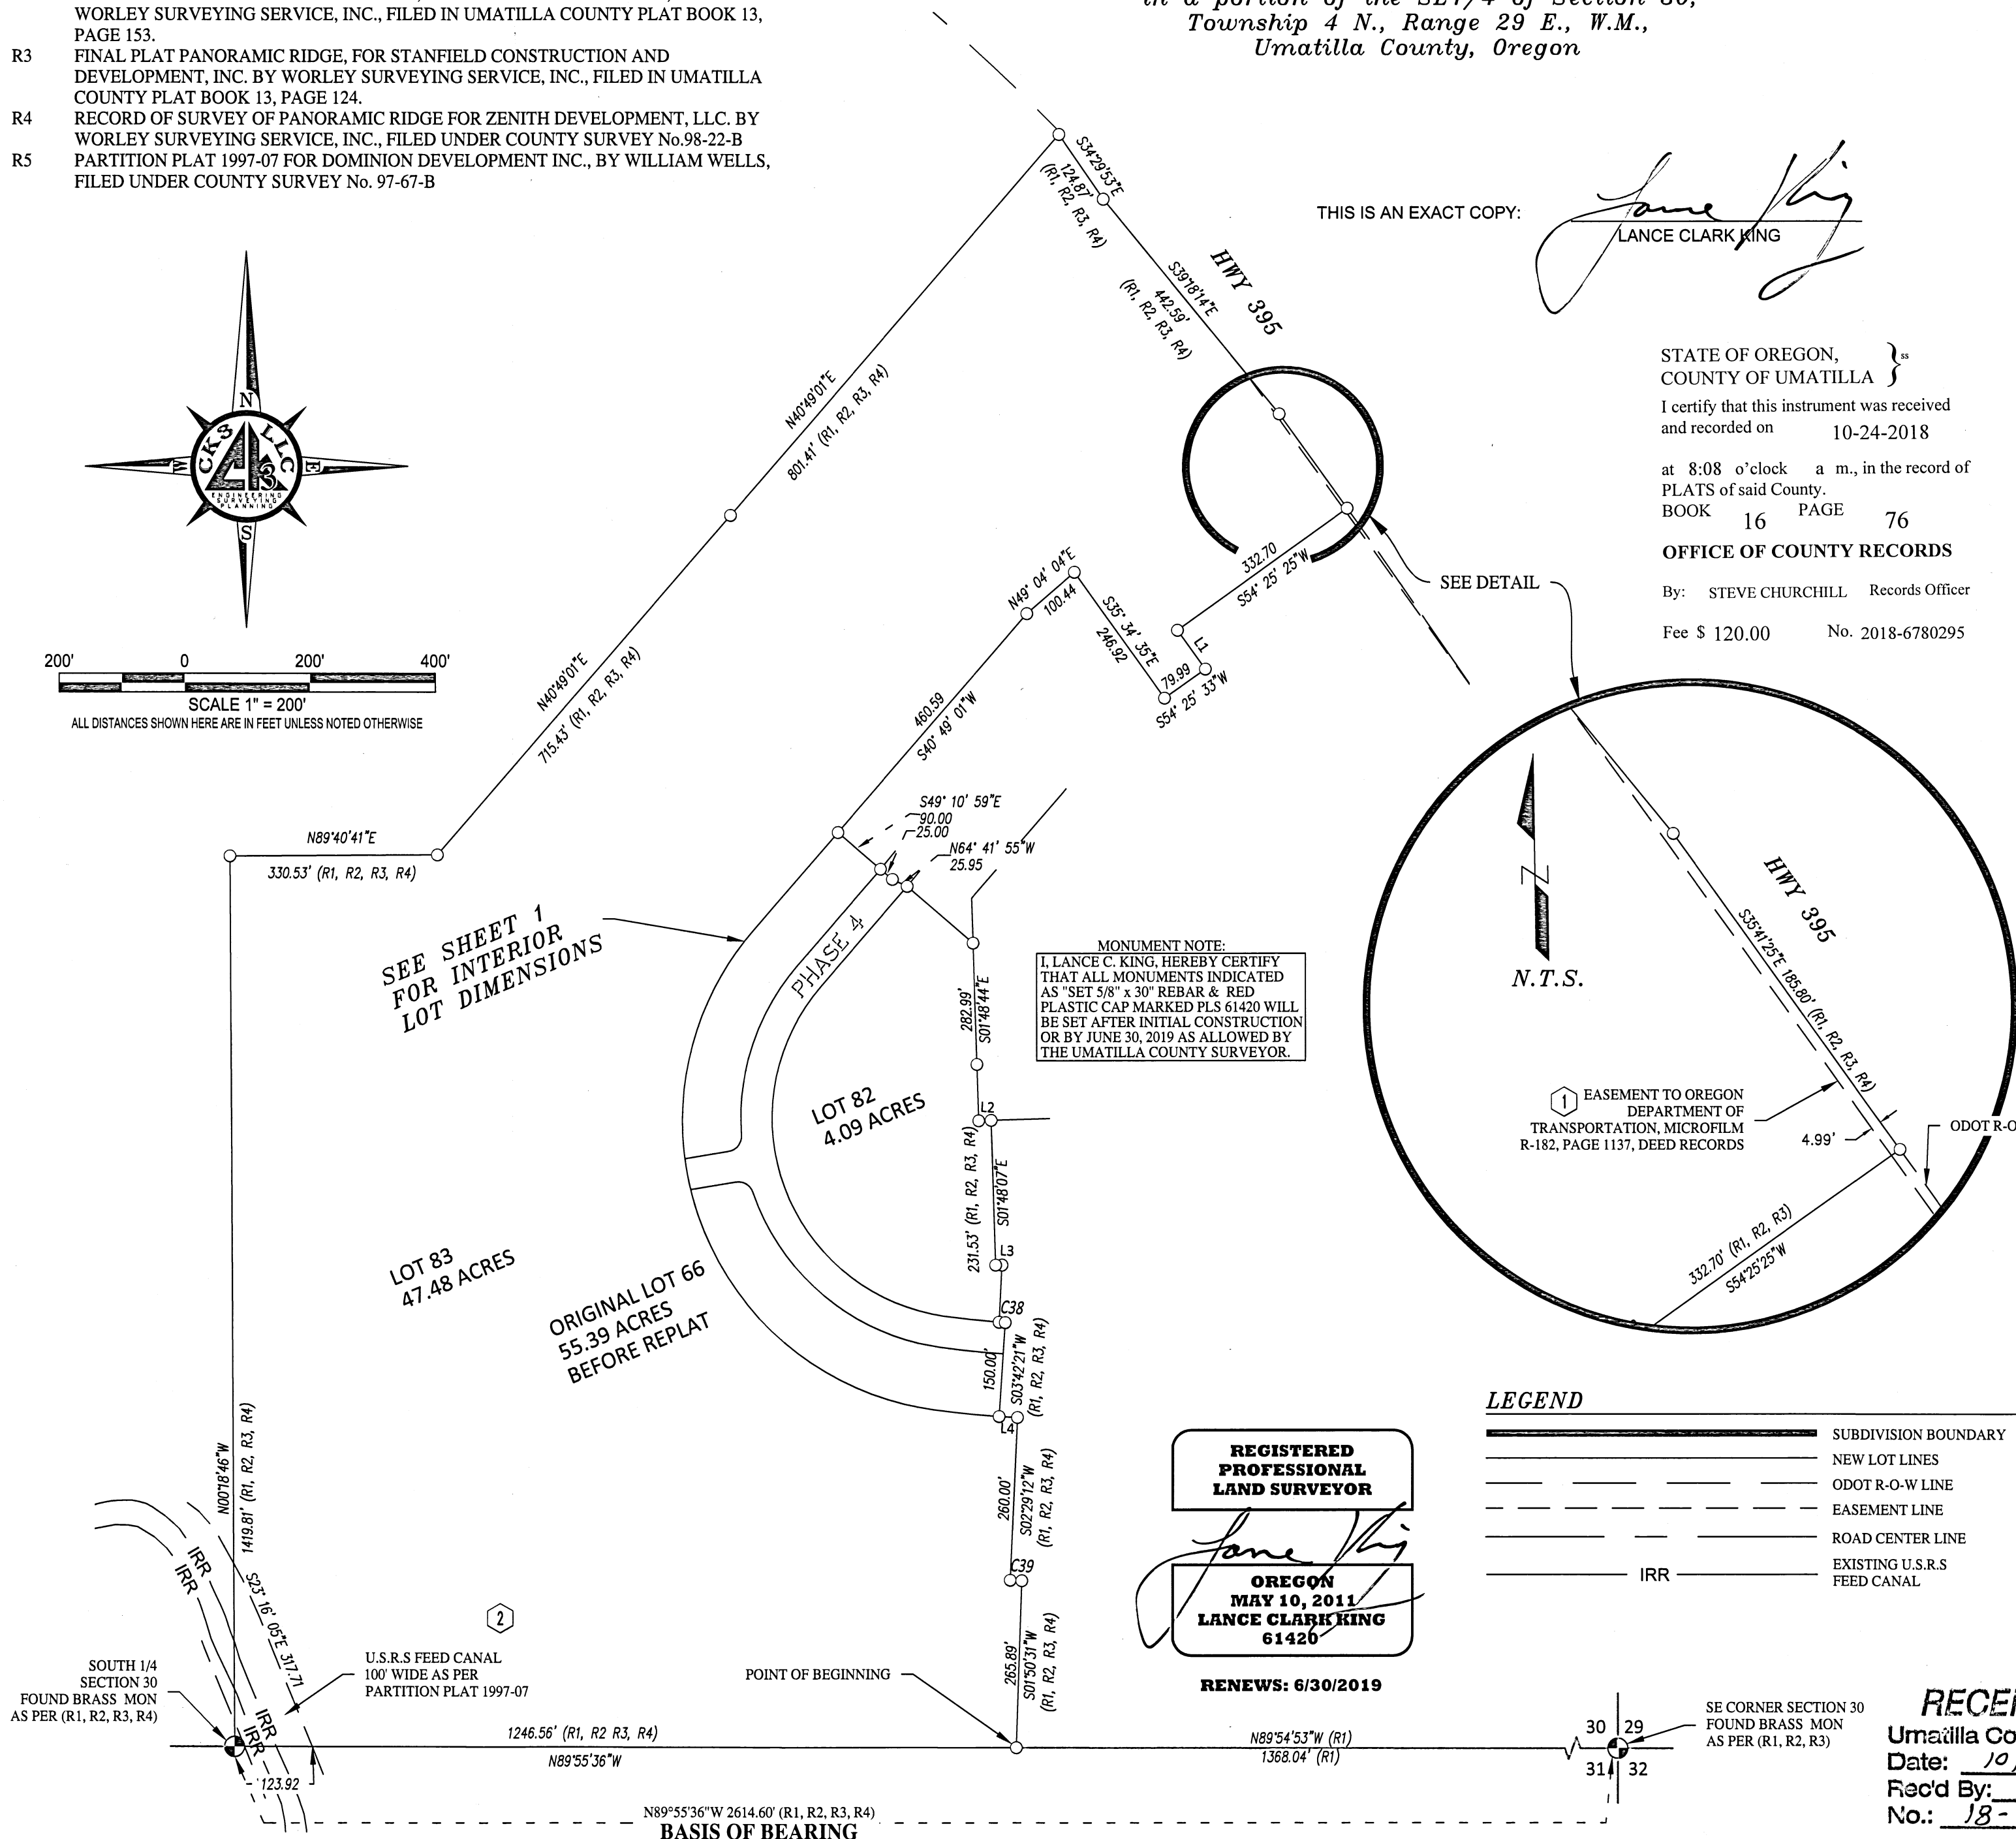 WORLEY SURVEYING SERVICE, INC., FILED IN UMATILLA COUNTY PLAT BOOK 13,
PAGE 153.
R3 FINAL PLAT PANORAMIC RIDGE, FOR STANFIELD CONSTRUCTION AND
DEVELOPMENT, INC. BY WORLEY SURVEYING SERVICE, INC., FILED IN UMATILLA
COUNTY PLAT BOOK 13, PAGE 124.
R4 RECORD OF SURVEY OF PANORAMIC RIDGE FOR ZENITH DEVELOPMENT, LLC. BY
WORLEY SURVEYING SERVICE, INC., FILED UNDER COUNTY SURVEY No.98-22-B
R5 PARTITION PLAT 1997-07 FOR DOMINION DEVELOPMENT INC., BY WILLIAM WELLS,
FILED UNDER COUNTY SURVEY No. 97-67-B
in a portion of the SE1/4 of Section 30,
Township 4 N., Range 29 E., W.M.,
Umatilla County, Oregon
THIS IS AN EXACT COPY:
Lance King
LANCE CLARK KING
STATE OF OREGON,
COUNTY OF UMATILLA } ss
I certify that this instrument was received
and recorded on 10-24-2018
at 8:08 o'clock a m., in the record of
PLATS of said County.
BOOK 16 PAGE 76
OFFICE OF COUNTY RECORDS
By: STEVE CHURCHILL Records Officer
Fee $ 120.00 No. 2018-6780295
N
W
E
S
CK3 LLC
ENGINEERING
SURVEYING
PLANNING
200' 0 200' 400'
SCALE 1" = 200'
ALL DISTANCES SHOWN HERE ARE IN FEET UNLESS NOTED OTHERWISE
S34°29'53"E
124.87'
(R1, R2, R3, R4)
S39°18'14"E
442.59'
(R1, R2, R3, R4)
HWY 395
N40°49'01"E
801.41' (R1, R2, R3, R4)
N40°49'01"E
715.43' (R1, R2, R3, R4)
N89°40'41"E
330.53' (R1, R2, R3, R4)
332.70
S54° 25' 25"W
L1
79.99
S54° 25' 33"W
S35° 34' 35"E
246.92
N49° 04' 04"E
100.44
460.59
S40° 49' 01"W
S49° 10' 59"E
90.00
25.00
N64° 41' 55"W
25.95
SEE DETAIL
SEE SHEET 1
FOR INTERIOR
LOT DIMENSIONS
PHASE 4
282.99'
S01°48'44"E
MONUMENT NOTE:
I, LANCE C. KING, HEREBY CERTIFY
THAT ALL MONUMENTS INDICATED
AS "SET 5/8" x 30" REBAR & RED
PLASTIC CAP MARKED PLS 61420 WILL
BE SET AFTER INITIAL CONSTRUCTION
OR BY JUNE 30, 2019 AS ALLOWED BY
THE UMATILLA COUNTY SURVEYOR.
LOT 82
4.09 ACRES
L2
231.53' (R1, R2, R3, R4)
S01°48'07"E
L3
C38
150.00'
S03°42'21"W
(R1, R2, R3, R4)
L4
260.00'
S02°29'12"W
(R1, R2, R3, R4)
C39
265.89'
S01°50'31"W
(R1, R2, R3, R4)
LOT 83
47.48 ACRES
ORIGINAL LOT 66
55.39 ACRES
BEFORE REPLAT
N
N.T.S.
HWY 395
S35°41'25"E 185.80' (R1, R2, R3, R4)
1
EASEMENT TO OREGON
DEPARTMENT OF
TRANSPORTATION, MICROFILM
R-182, PAGE 1137, DEED RECORDS
4.99'
ODOT R-O
332.70' (R1, R2, R3)
S54°25'25"W
LEGEND
SUBDIVISION BOUNDARY
NEW LOT LINES
ODOT R-O-W LINE
EASEMENT LINE
ROAD CENTER LINE
IRR
EXISTING U.S.R.S
FEED CANAL
REGISTERED
PROFESSIONAL
LAND SURVEYOR
Lance King
OREGON
MAY 10, 2011
LANCE CLARK KING
61420
RENEWS: 6/30/2019
N00°18'46"W
1419.81' (R1, R2, R3, R4)
IRR
IRR
S23° 16' 05"E 317.71
2
U.S.R.S FEED CANAL
100' WIDE AS PER
PARTITION PLAT 1997-07
SOUTH 1/4
SECTION 30
FOUND BRASS MON
AS PER (R1, R2, R3, R4)
IRR
IRR
123.92
POINT OF BEGINNING
1246.56' (R1, R2 R3, R4)
N89°55'36"W
N89°54'53"W (R1)
1368.04' (R1)
30 29
31 32
SE CORNER SECTION 30
FOUND BRASS MON
AS PER (R1, R2, R3)
N89°55'36"W 2614.60' (R1, R2, R3, R4)
BASIS OF BEARING
RECEI
Umatilla Co
Date: 10
Rec'd By:
No.: 18-